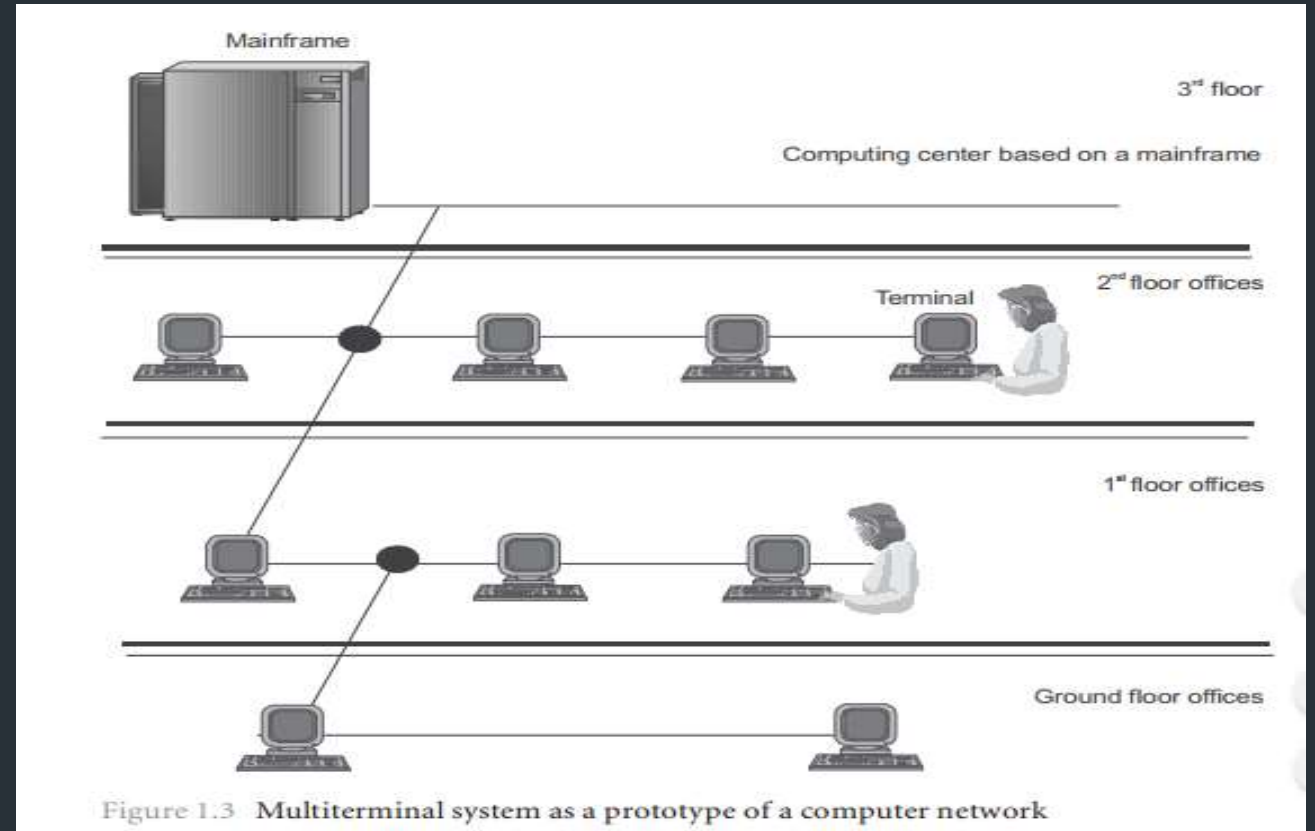 Mainframe
3rd floor
Computing center based on a mainframe
2nd floor offices
Terminal
1st floor offices
Ground floor offices
Figure 1.3 Multiterminal system as a prototype of a computer network